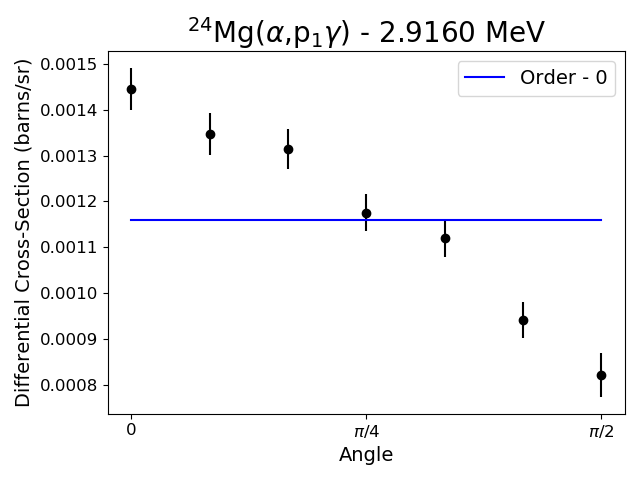 ²⁴Mg(α,p₁γ) - 2.9160 MeV
Order - 0
Differential Cross-Section (barns/sr)
0.0015
0.0014
0.0013
0.0012
0.0011
0.0010
0.0009
0.0008
0 π/4 π/2
Angle